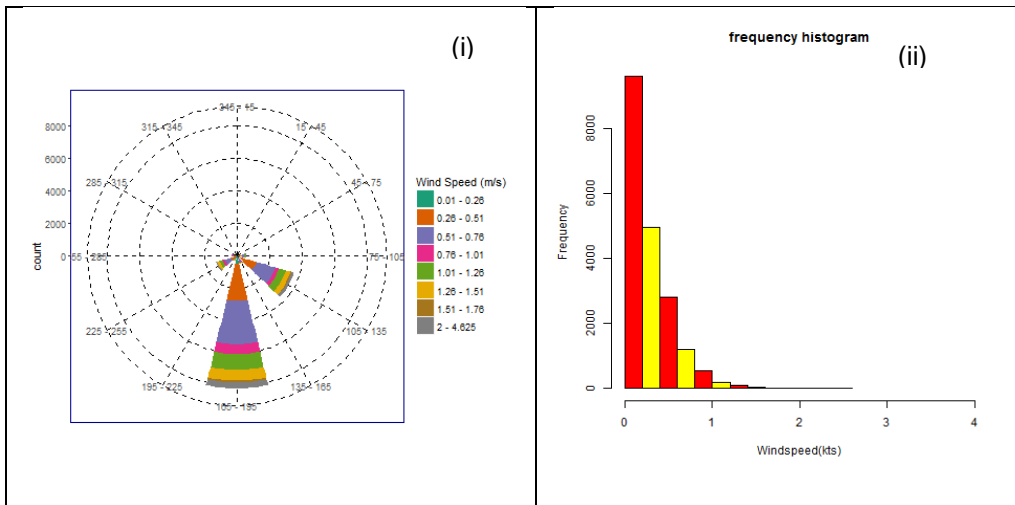 (i)
345 - 15
315 - 345
15 - 45
285 - 315
45 - 75
55 - 285
75 - 105
225 - 255
105 - 135
195 - 225
135 - 165
165 - 195
8000
6000
4000
2000
0
count
Wind Speed (m/s)
0.01 - 0.26
0.26 - 0.51
0.51 - 0.76
0.76 - 1.01
1.01 - 1.26
1.26 - 1.51
1.51 - 1.76
2 - 4.625
(ii)
frequency histogram
8000
6000
4000
2000
0
Frequency
0 1 2 3 4
Windspeed(kts)